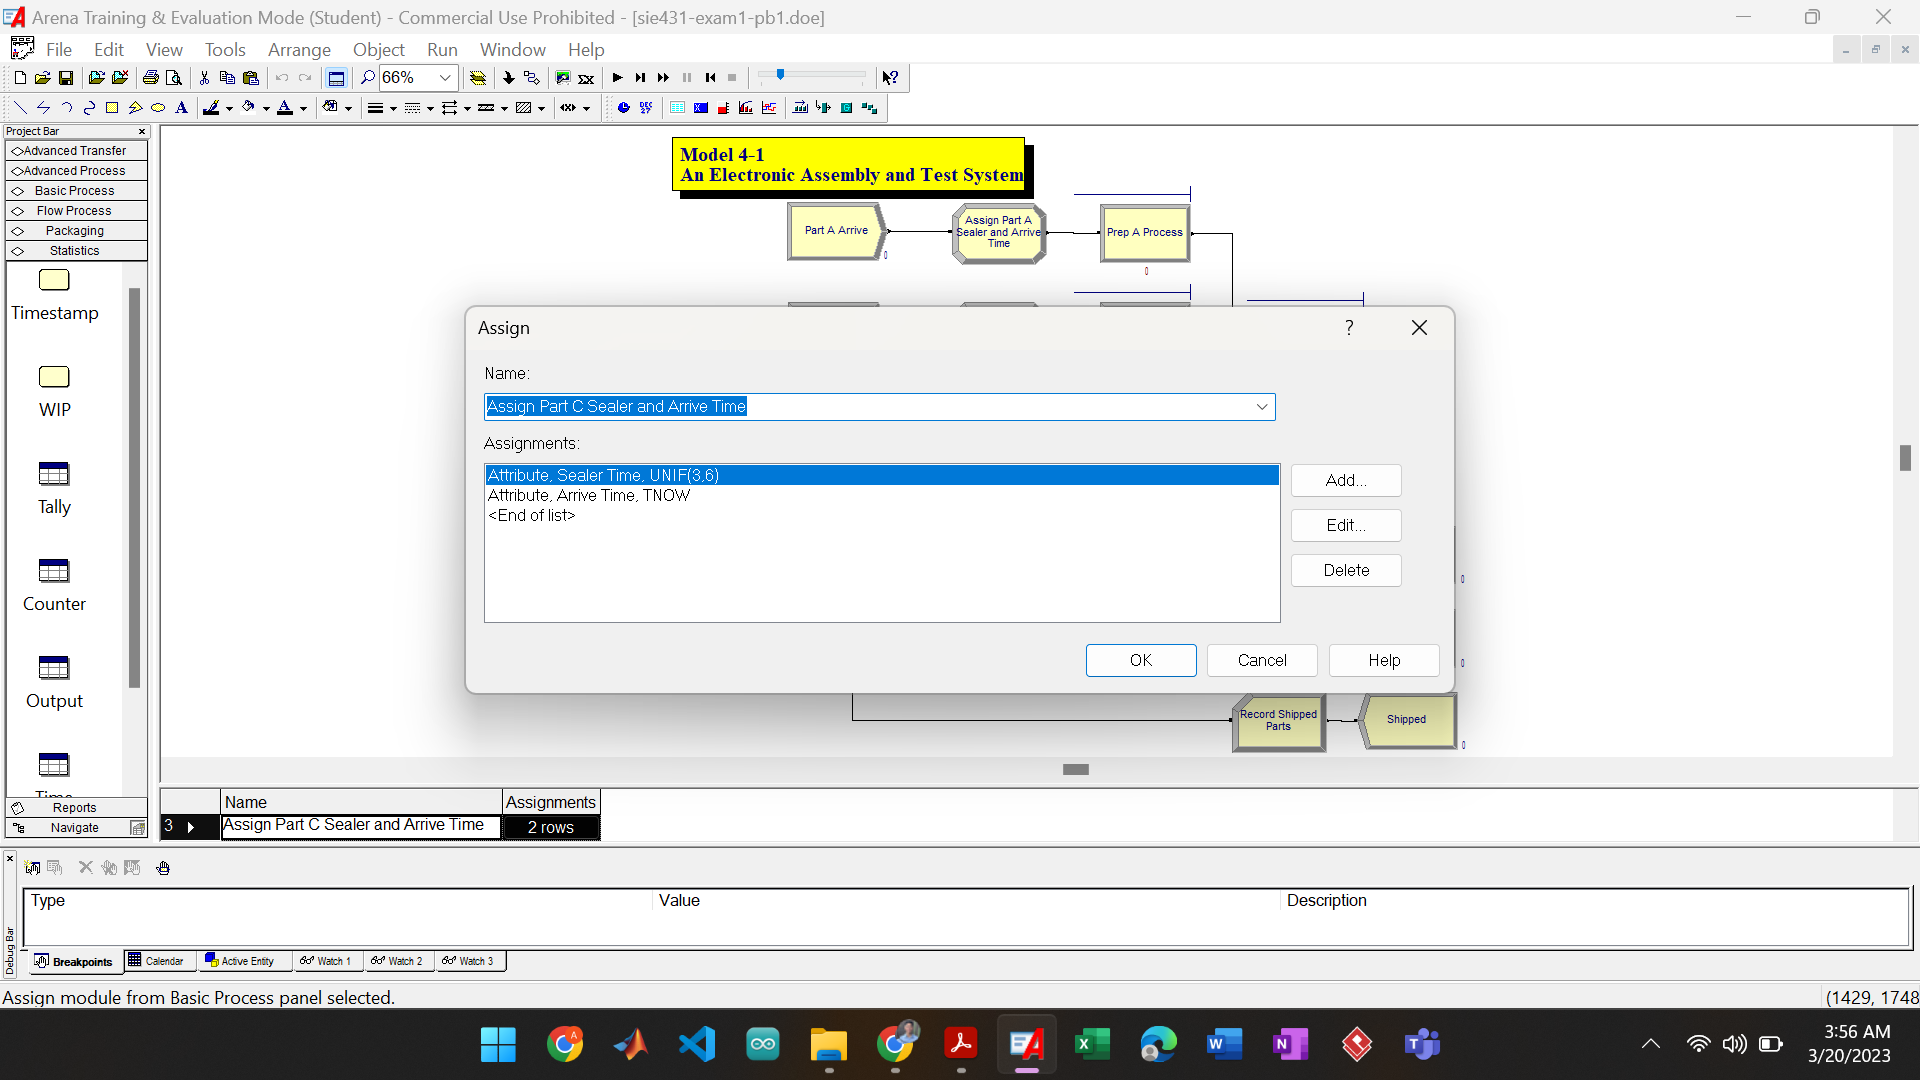 Arena Training & Evaluation Mode (Student) - Commercial Use Prohibited - [sie431-exam1-pb1.doe]
File Edit View Tools Arrange Object Run Window Help
66%
Project Bar
Advanced Transfer
Advanced Process
Basic Process
Flow Process
Packaging
Statistics
Timestamp
WIP
Tally
Counter
Output
Time
Reports
Navigate
Model 4-1
An Electronic Assembly and Test System
Part A Arrive
0
Assign Part A
Sealer and Arrive
Time
Prep A Process
0
Assign
?
Name:
Assign Part C Sealer and Arrive Time
Assignments:
Attribute, Sealer Time, UNIF(3,6)
Attribute, Arrive Time, TNOW
<End of list>
Add...
Edit...
Delete
OK
Cancel
Help
0
0
Record Shipped
Parts
Shipped
0
Name Assignments
3 Assign Part C Sealer and Arrive Time 2 rows
Debug Bar
Type Value Description
Breakpoints Calendar Active Entity Watch 1 Watch 2 Watch 3
Assign module from Basic Process panel selected.
(1429, 1748
3:56 AM
3/20/2023